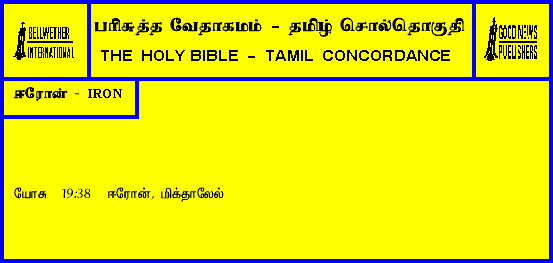 BELLWETHER
INTERNATIONAL
பரிசுத்த வேதாகமம் - தமிழ் சொல்தொகுதி
THE HOLY BIBLE - TAMIL CONCORDANCE
GOOD NEWS
PUBLISHERS
ஈரோன் - IRON
யோசு 19:38 ஈரோன், மிக்தாலேல்